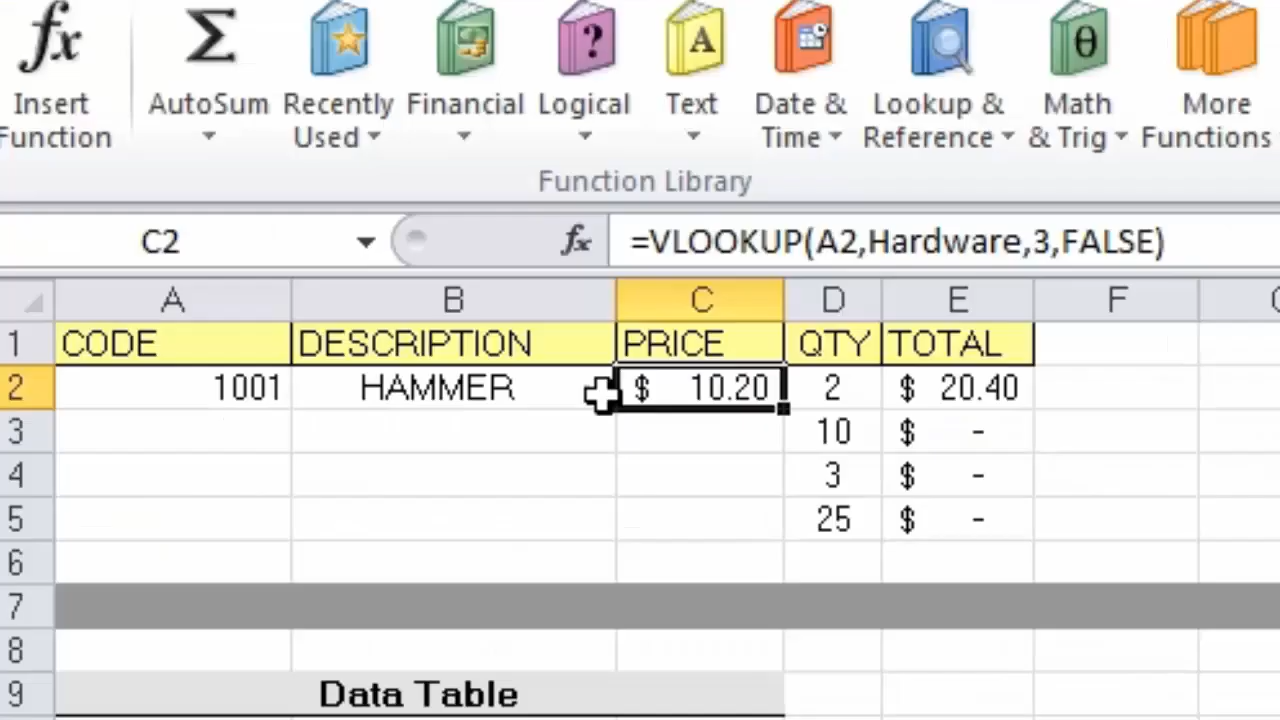 fx
Σ
?
A
θ
Insert Function
AutoSum
Recently Used
Financial
Logical
Text
Date & Time
Lookup & Reference
Math & Trig
More Functions
Function Library
C2 fx =VLOOKUP(A2,Hardware,3,FALSE)
A B C D E F
1 CODE DESCRIPTION PRICE QTY TOTAL
2 1001 HAMMER $ 10.20 2 $ 20.40
3 10 $ -
4 3 $ -
5 25 $ -
6
7
8
9 Data Table